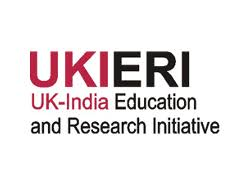 UKIERI
UK-India Education
and Research Initiative